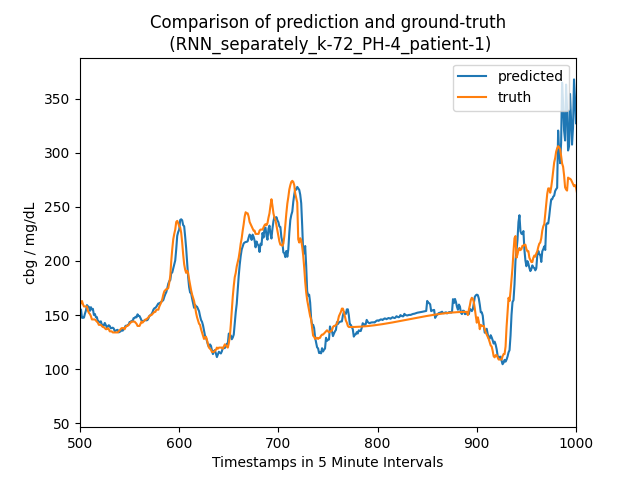 Comparison of prediction and ground-truth
(RNN_separately_k-72_PH-4_patient-1)
predicted
truth
cbg / mg/dL
350
300
250
200
150
100
50
500
600
700
800
900
1000
Timestamps in 5 Minute Intervals